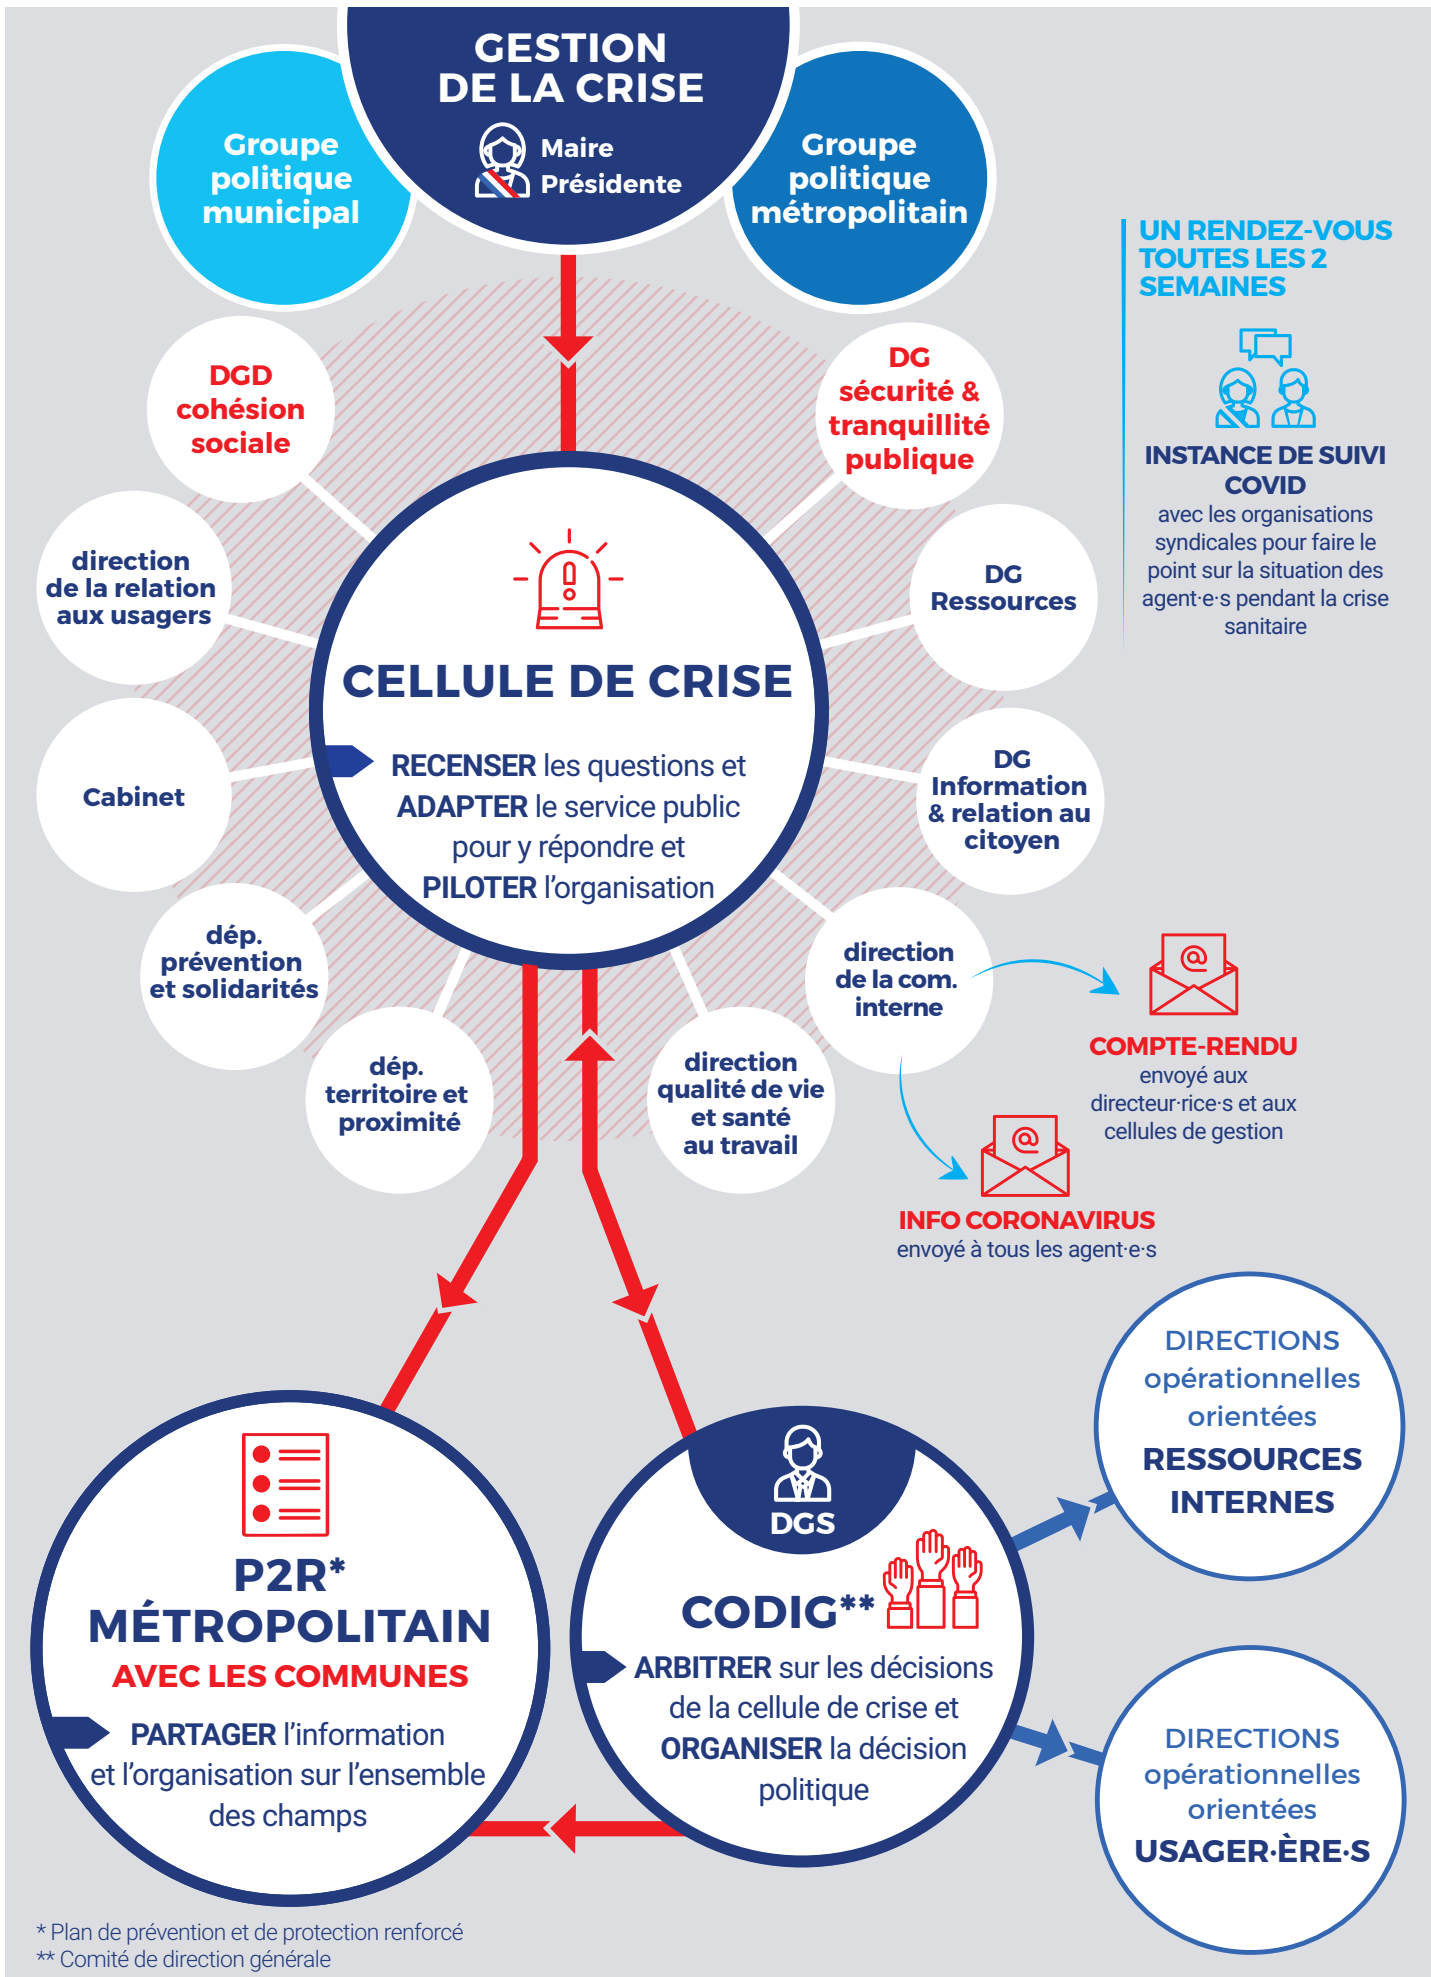 GESTION
DE LA CRISE
Maire
Présidente
Groupe
politique
municipal
Groupe
politique
métropolitain
UN RENDEZ-VOUS
TOUTES LES 2
SEMAINES
INSTANCE DE SUIVI
COVID
avec les organisations
syndicales pour faire le
point sur la situation des
agent·e·s pendant la crise
sanitaire
DGD
cohésion
sociale
DG
sécurité &
tranquillité
publique
direction
de la relation
aux usagers
DG
Ressources
CELLULE DE CRISE
RECENSER les questions et
ADAPTER le service public
pour y répondre et
PILOTER l'organisation
Cabinet
DG
Information
& relation au
citoyen
dép.
prévention
et solidarités
direction
de la com.
interne
dép.
territoire et
proximité
direction
qualité de vie
et santé
au travail
@
COMPTE-RENDU
envoyé aux
directeur·rice·s et aux
cellules de gestion
@
INFO CORONAVIRUS
envoyé à tous les agent·e·s
P2R*
MÉTROPOLITAIN
AVEC LES COMMUNES
PARTAGER l'information
et l'organisation sur l'ensemble
des champs
DGS
CODIG**
ARBITRER sur les décisions
de la cellule de crise et
ORGANISER la décision
politique
DIRECTIONS
opérationnelles
orientées
RESSOURCES
INTERNES
DIRECTIONS
opérationnelles
orientées
USAGER·ÈRE·S
* Plan de prévention et de protection renforcé
** Comité de direction générale